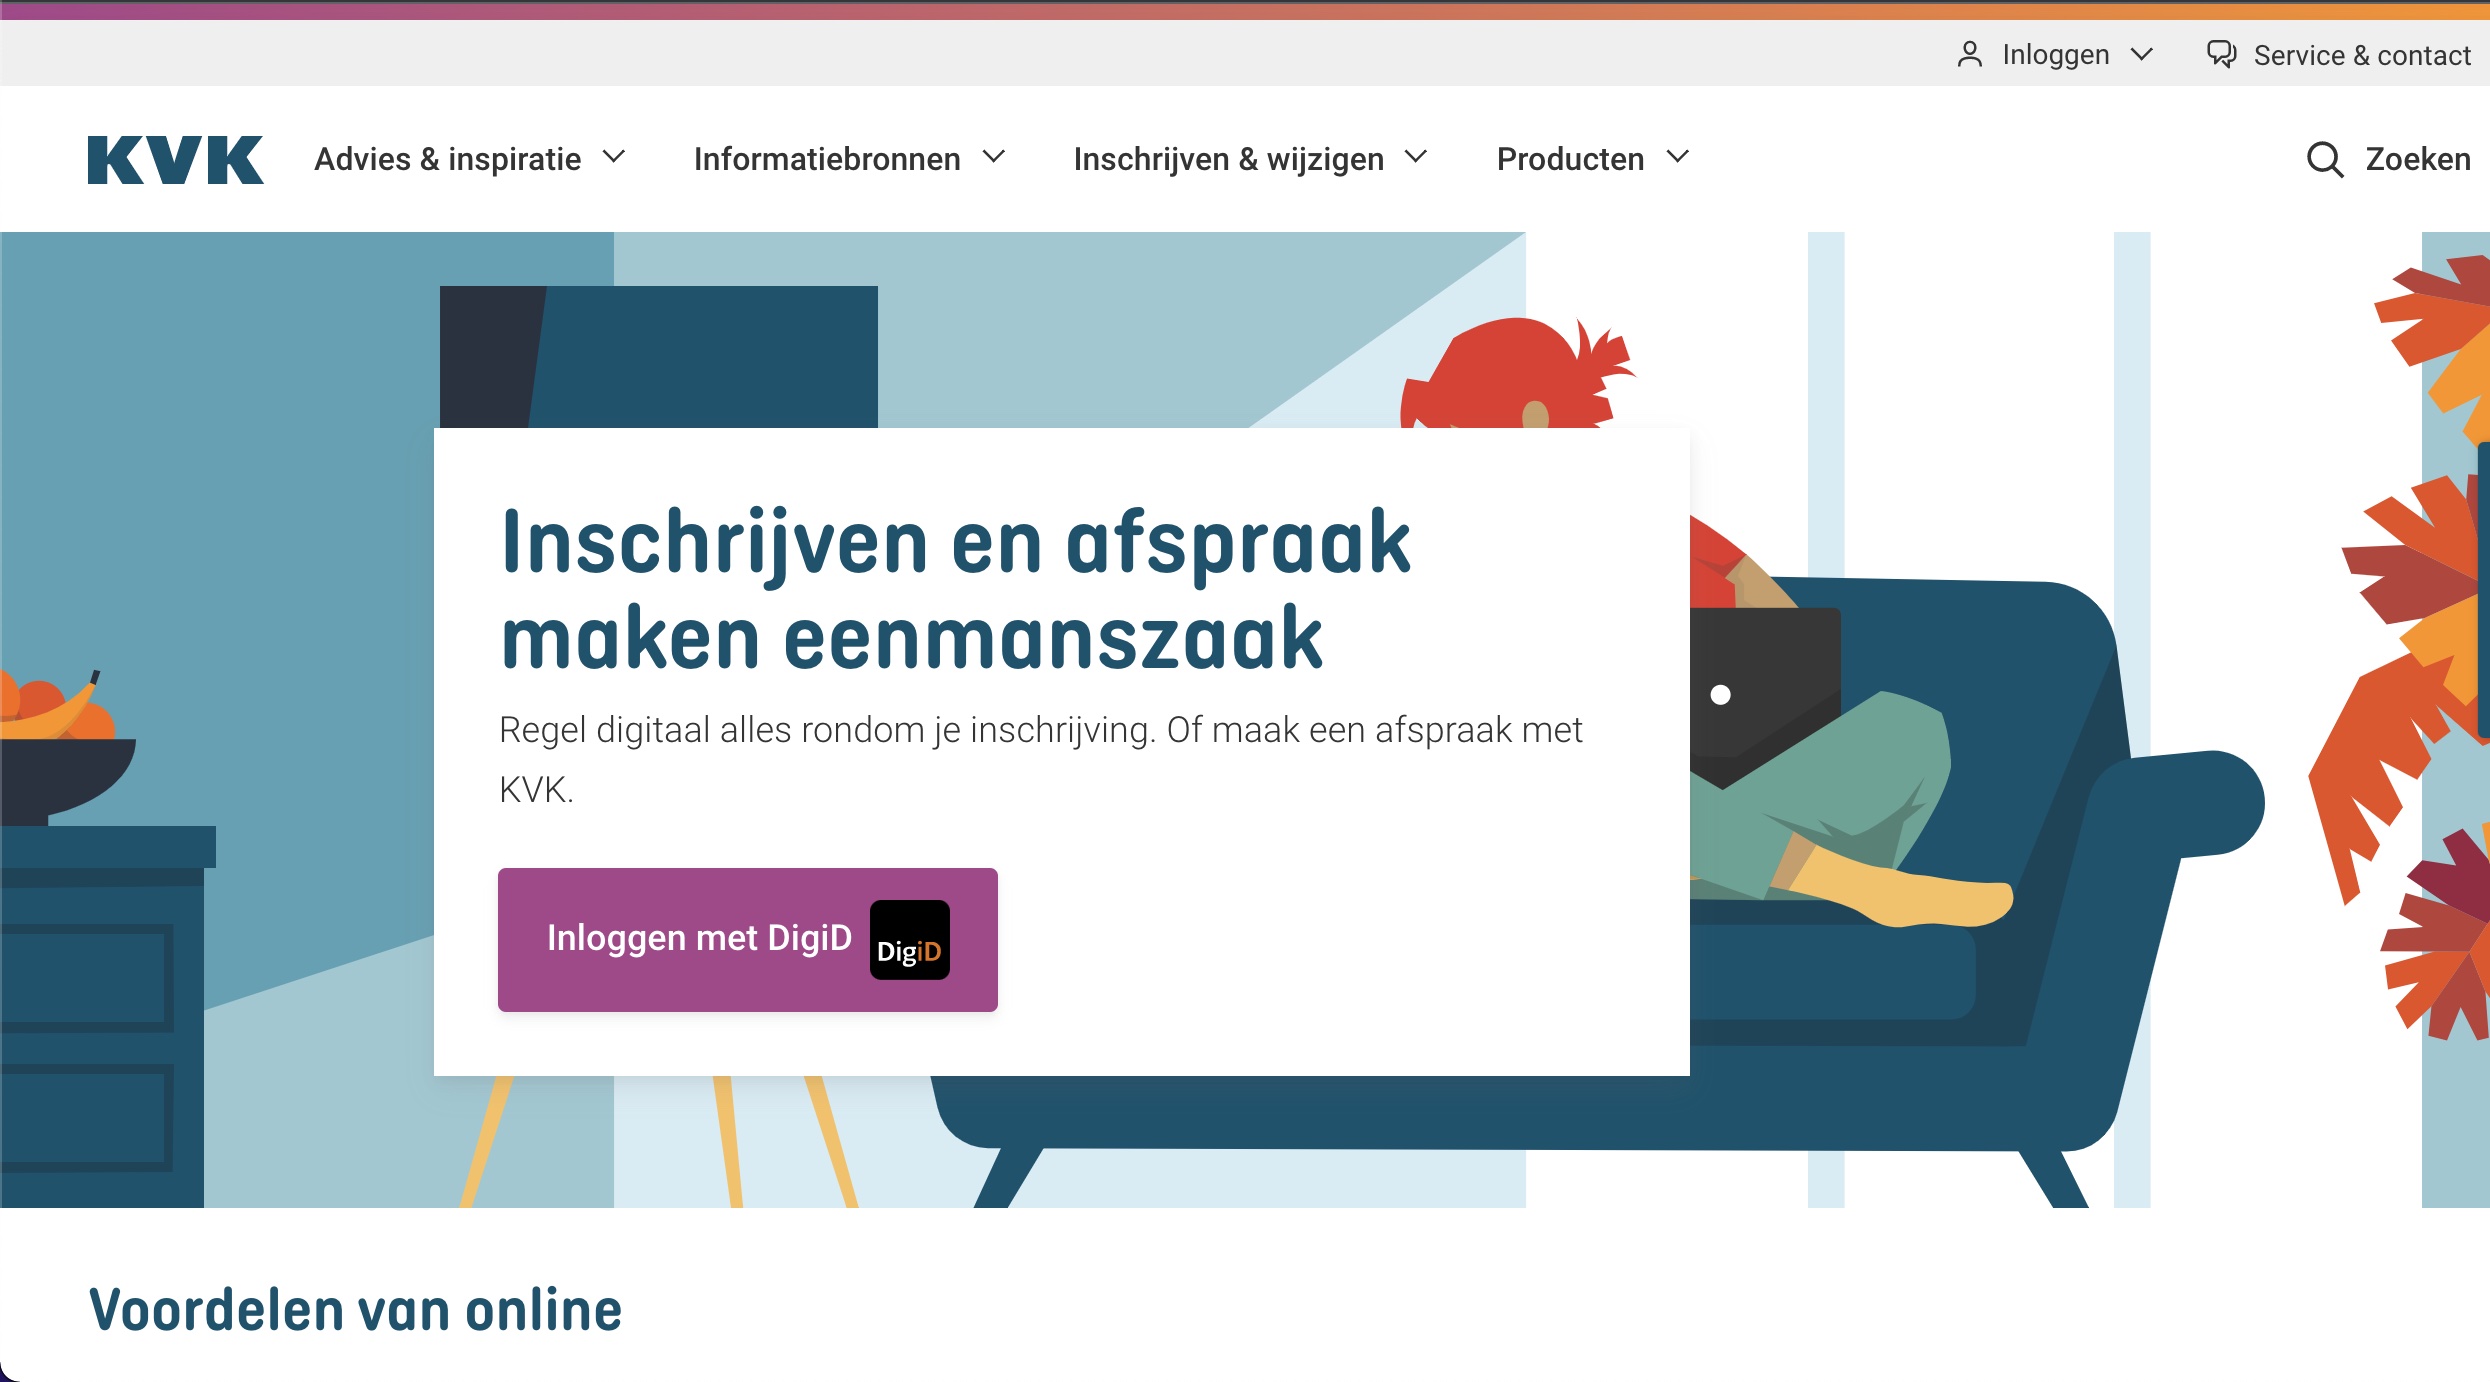 Inloggen
Service & contact
KVK
Advies & inspiratie
Informatiebronnen
Inschrijven & wijzigen
Producten
Zoeken
Inschrijven en afspraak
maken eenmanszaak
Regel digitaal alles rondom je inschrijving. Of maak een afspraak met
KVK.
Inloggen met DigiD
DigiD
Voordelen van online